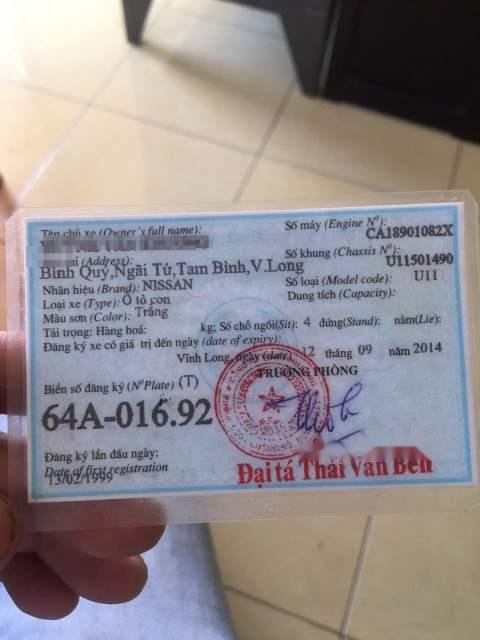 Tên chủ xe (Owner's full name):
Số máy (Engine Nº):
CA18901082X
(Address):
Số khung (Chassis Nº):
U11501490
Bình Quý,Ngãi Tứ,Tam Bình,V.Long
Nhãn hiệu (Brand): NISSAN
Số loại (Model code): U11
Loại xe (Type): Ô tô con
Dung tích (Capacity):
Màu sơn (Color): Trắng
Tải trọng: Hàng hoá: kg; Số chỗ ngồi(Sit): 4 đứng(Stand): nằm(Lie):
Đăng ký xe có giá trị đến ngày (date of expiry):
Vĩnh Long, ngày (date) 12 tháng 09 năm 2014
TRƯỞNG PHÒNG
Biển số đăng ký (NºPlate) (T)
64A-016.92
Đăng ký lần đầu ngày:
Date of first registration
13/02/1999
Đại tá Thái Văn Bền